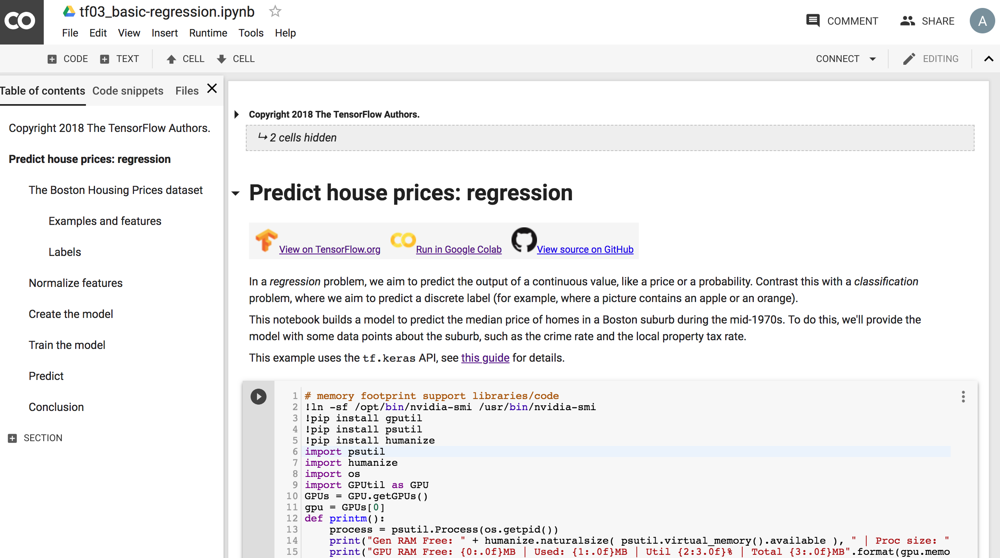 tf03_basic-regression.ipynb
File Edit View Insert Runtime Tools Help
COMMENT SHARE A
CODE TEXT CELL CELL
CONNECT EDITING
Table of contents Code snippets Files
Copyright 2018 The TensorFlow Authors.
Predict house prices: regression
The Boston Housing Prices dataset
Examples and features
Labels
Normalize features
Create the model
Train the model
Predict
Conclusion
SECTION
Copyright 2018 The TensorFlow Authors.
2 cells hidden
Predict house prices: regression
View on TensorFlow.org Run in Google Colab View source on GitHub
In a regression problem, we aim to predict the output of a continuous value, like a price or a probability. Contrast this with a classification
problem, where we aim to predict a discrete label (for example, where a picture contains an apple or an orange).
This notebook builds a model to predict the median price of homes in a Boston suburb during the mid-1970s. To do this, we'll provide the
model with some data points about the suburb, such as the crime rate and the local property tax rate.
This example uses the tf.keras API, see this guide for details.
1 # memory footprint support libraries/code
2 !ln -sf /opt/bin/nvidia-smi /usr/bin/nvidia-smi
3 !pip install gputil
4 !pip install psutil
5 !pip install humanize
6 import psutil
7 import humanize
8 import os
9 import GPUtil as GPU
10 GPUs = GPU.getGPUs()
11 gpu = GPUs[0]
12 def printm():
13     process = psutil.Process(os.getpid())
14     print("Gen RAM Free: " + humanize.naturalsize( psutil.virtual_memory().available ), " | Proc size: "
15     print("GPU RAM Free: {0:.0f}MB | Used: {1:.0f}MB | Util {2:3.0f}% | Total {3:.0f}MB".format(gpu.memo